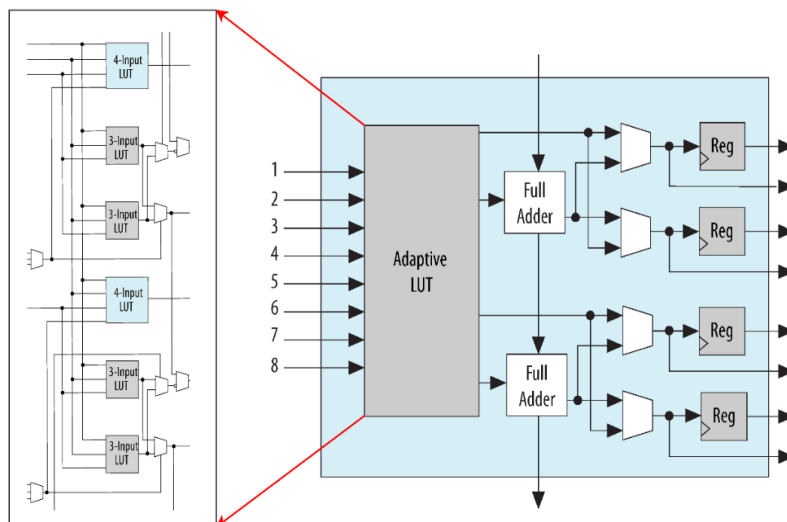 4-Input
LUT
3-Input
LUT
3-Input
LUT
4-Input
LUT
3-Input
LUT
3-Input
LUT
1
2
3
4
5
6
7
8
Adaptive
LUT
Full
Adder
Full
Adder
Reg
Reg
Reg
Reg